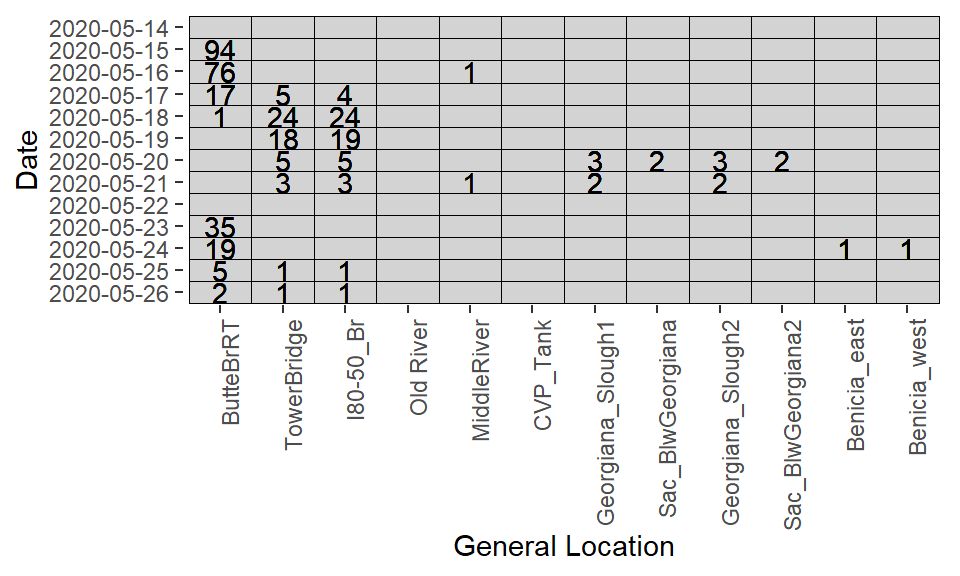 2020-05-14
2020-05-15 94
2020-05-16 76 1
2020-05-17 17 5 4
2020-05-18 1 24 24
2020-05-19 18 19
2020-05-20 5 5 3 2 3 2
2020-05-21 3 3 1 2 2
2020-05-22
2020-05-23 35
2020-05-24 19 1 1
2020-05-25 5 1 1
2020-05-26 2 1 1
Date
ButteBrRT
TowerBridge
I80-50_Br
Old River
MiddleRiver
CVP_Tank
Georgiana_Slough1
Sac_BlwGeorgiana
Georgiana_Slough2
Sac_BlwGeorgiana2
Benicia_east
Benicia_west
General Location